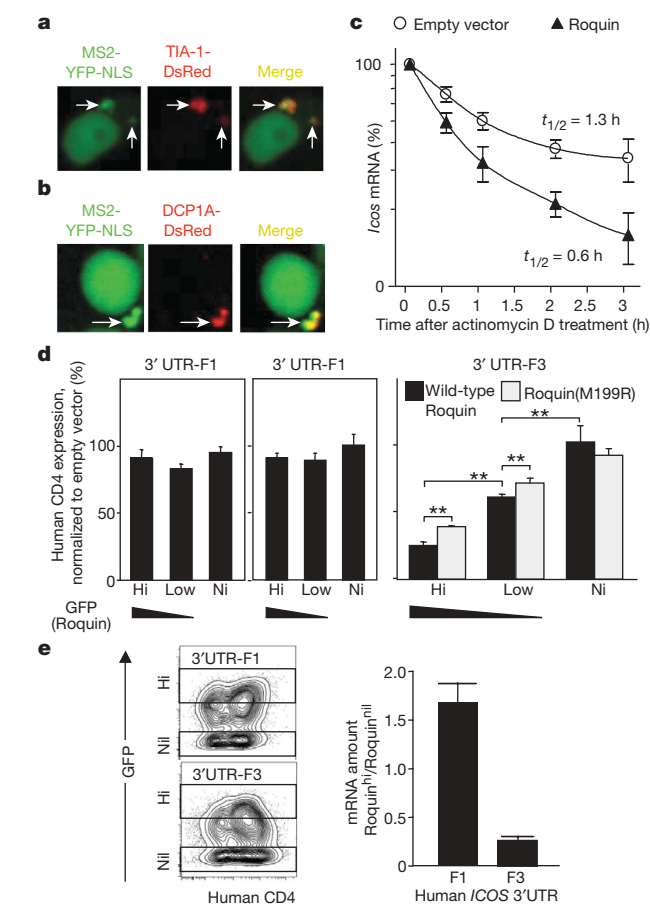 a
MS2-
YFP-NLS
TIA-1-
DsRed
Merge
b
MS2-
YFP-NLS
DCP1A-
DsRed
Merge
c
Empty vector
Roquin
100
0
Icos mRNA (%)
t1/2 = 1.3 h
t1/2 = 0.6 h
0 0.5 1 1.5 2 2.5 3
Time after actinomycin D treatment (h)
d
3′ UTR-F1
3′ UTR-F1
3′ UTR-F3
Human CD4 expression,
normalized to empty vector (%)
100
50
0
Wild-type
Roquin
Roquin(M199R)
**
**
**
**
Hi Low Ni
Hi Low Ni
Hi Low Ni
GFP
(Roquin)
e
GFP
3′UTR-F1
Hi
Nil
3′UTR-F3
Hi
Nil
Human CD4
mRNA amount
Roquinhi/Roquinnil
2.0
1.5
1.0
0.5
0
F1 F3
Human ICOS 3′UTR